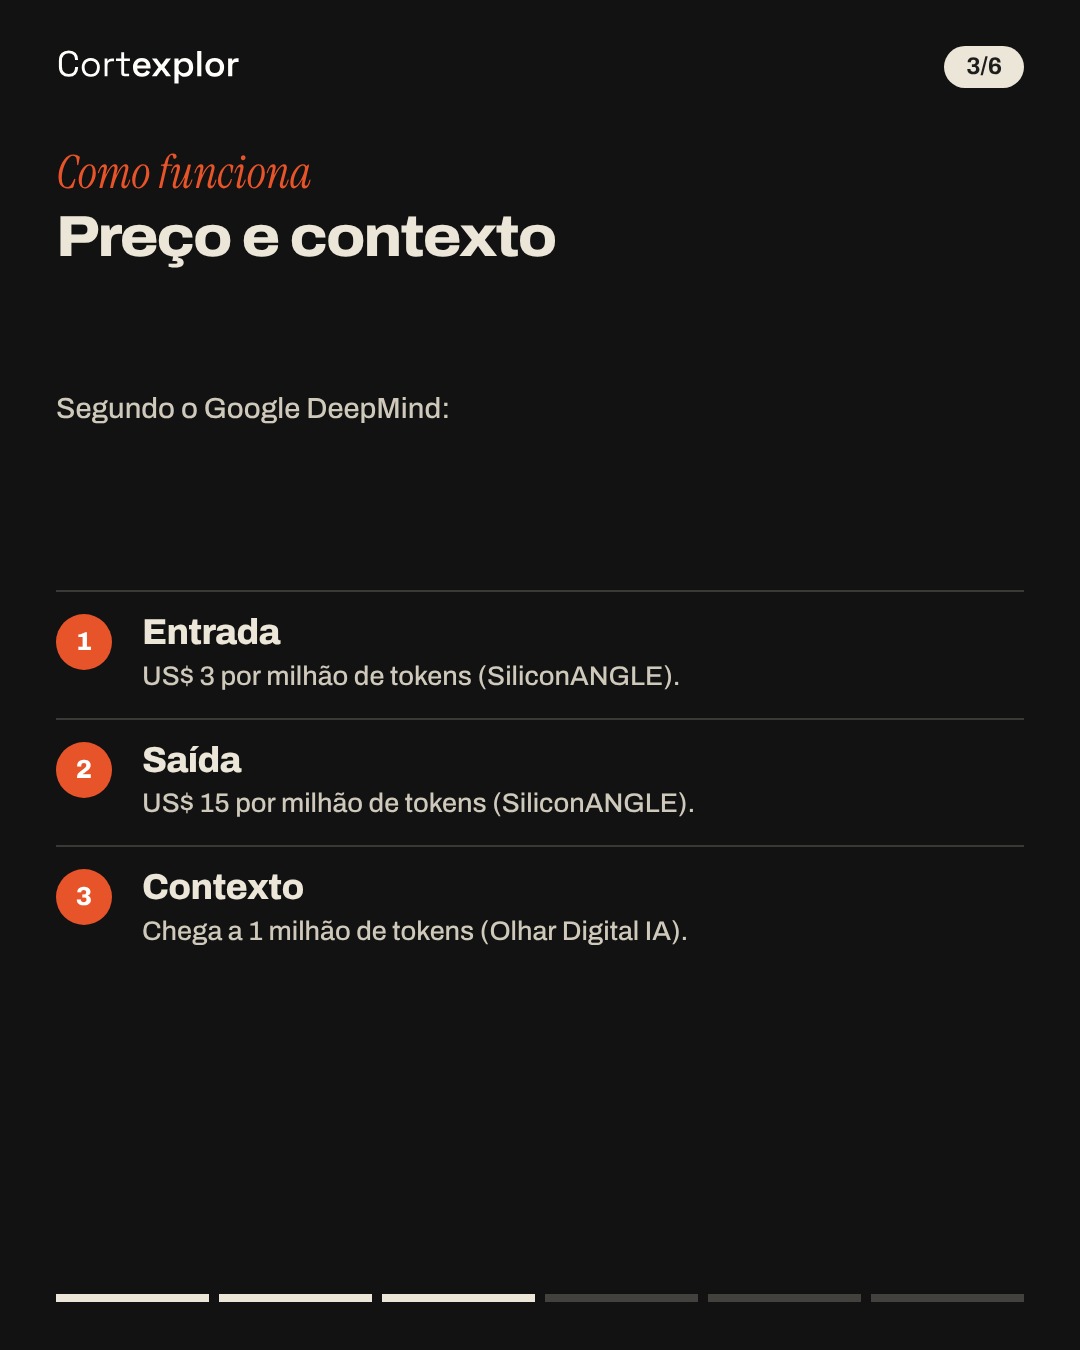 Cortexplor
3/6
Como funciona
Preço e contexto
Segundo o Google DeepMind:
1
Entrada
US$ 3 por milhão de tokens (SiliconANGLE).
2
Saída
US$ 15 por milhão de tokens (SiliconANGLE).
3
Contexto
Chega a 1 milhão de tokens (Olhar Digital IA).